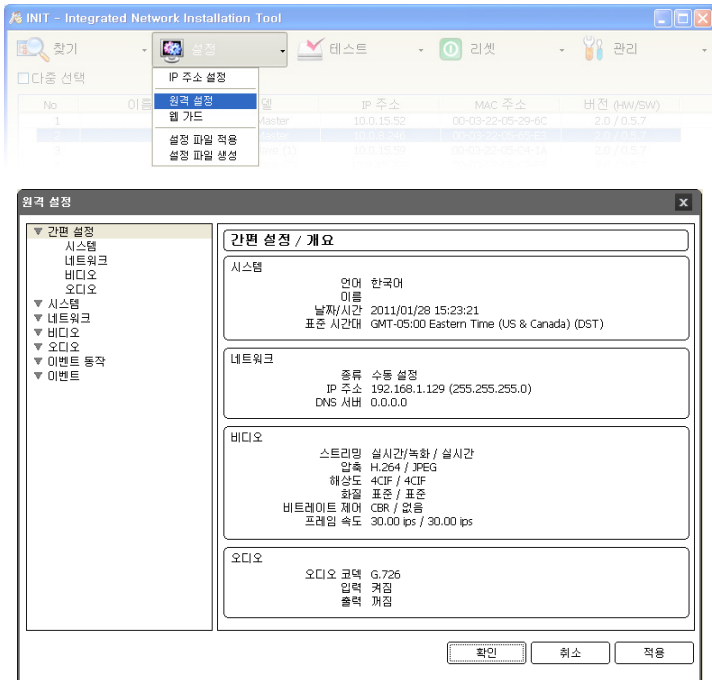 INIT - Integrated Network Installation Tool
찾기 설정 테스트 리셋 관리
다중 선택
IP 주소 설정
원격 설정
웹 가드
설정 파일 적용
설정 파일 생성
No 이름 델 IP 주소 MAC 주소 버전 (HW/SW)
1 Master 10.0.15.52 00-03-22-05-29-6C 2.0 / 0.5.7
2 2.0 / 0.5.7
3 2.0 / 0.5.7
원격 설정
간편 설정
시스템
네트워크
비디오
오디오
시스템
네트워크
비디오
오디오
이벤트 동작
이벤트
간편 설정 / 개요
시스템
언어 한국어
이름
날짜/시간 2011/01/28 15:23:21
표준 시간대 GMT-05:00 Eastern Time (US & Canada) (DST)
네트워크
종류 수동 설정
IP 주소 192.168.1.129 (255.255.255.0)
DNS 서버 0.0.0.0
비디오
스트리밍 실시간/녹화 / 실시간
압축 H.264 / JPEG
해상도 4CIF / 4CIF
화질 표준 / 표준
비트레이트 제어 CBR / 없음
프레임 속도 30.00 ips / 30.00 ips
오디오
오디오 코덱 G.726
입력 켜짐
출력 꺼짐
확인 취소 적용